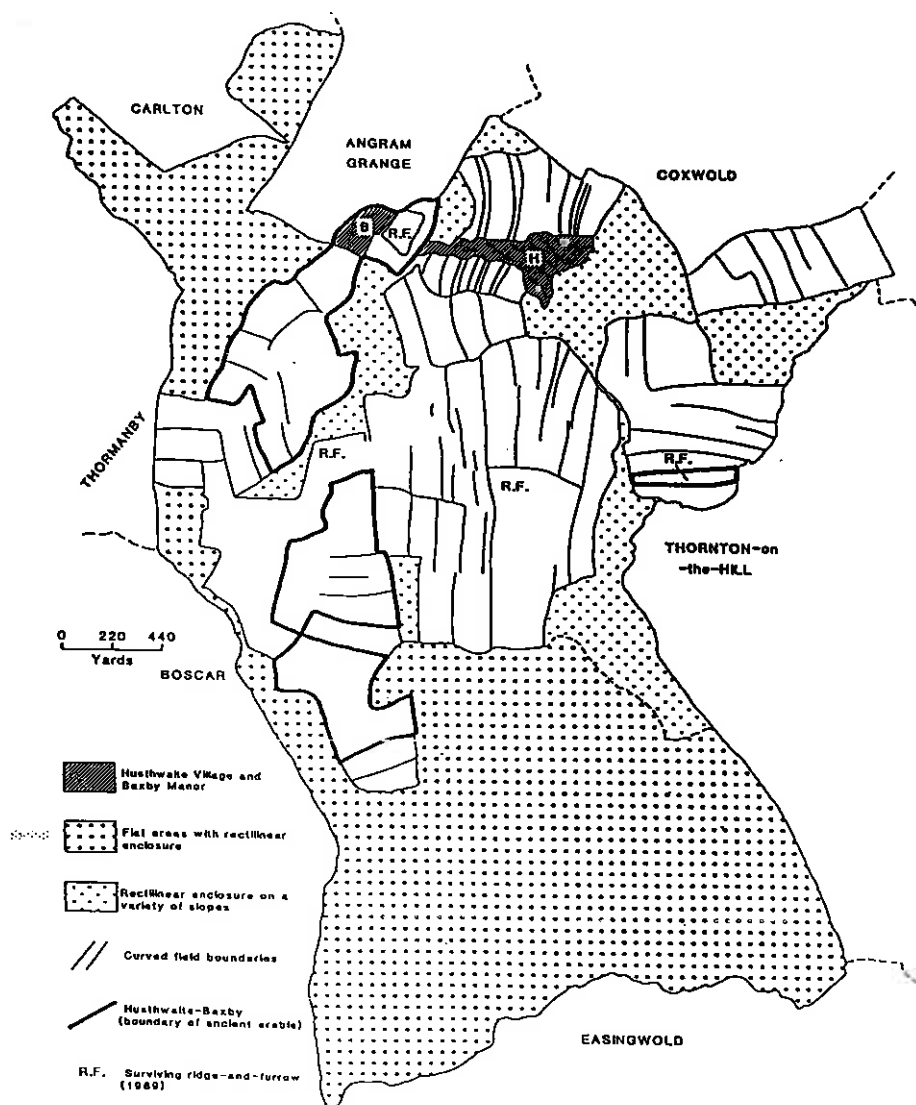 CARLTON
ANGRAM
GRANGE
COXWOLD
B
R.F.
H
THORMANBY
R.F.
R.F.
R.F.
THORNTON-on
-the-HILL
0 220 440
Yards
BOSCAR
Husthwaite Village and
Baxby Manor
Flat areas with rectilinear
enclosure
Rectilinear enclosure on a
variety of slopes
Curved field boundaries
Husthwaite-Baxby
(boundary of ancient arable)
R.F. Surviving ridge-and-furrow
(1989)
EASINGWOLD